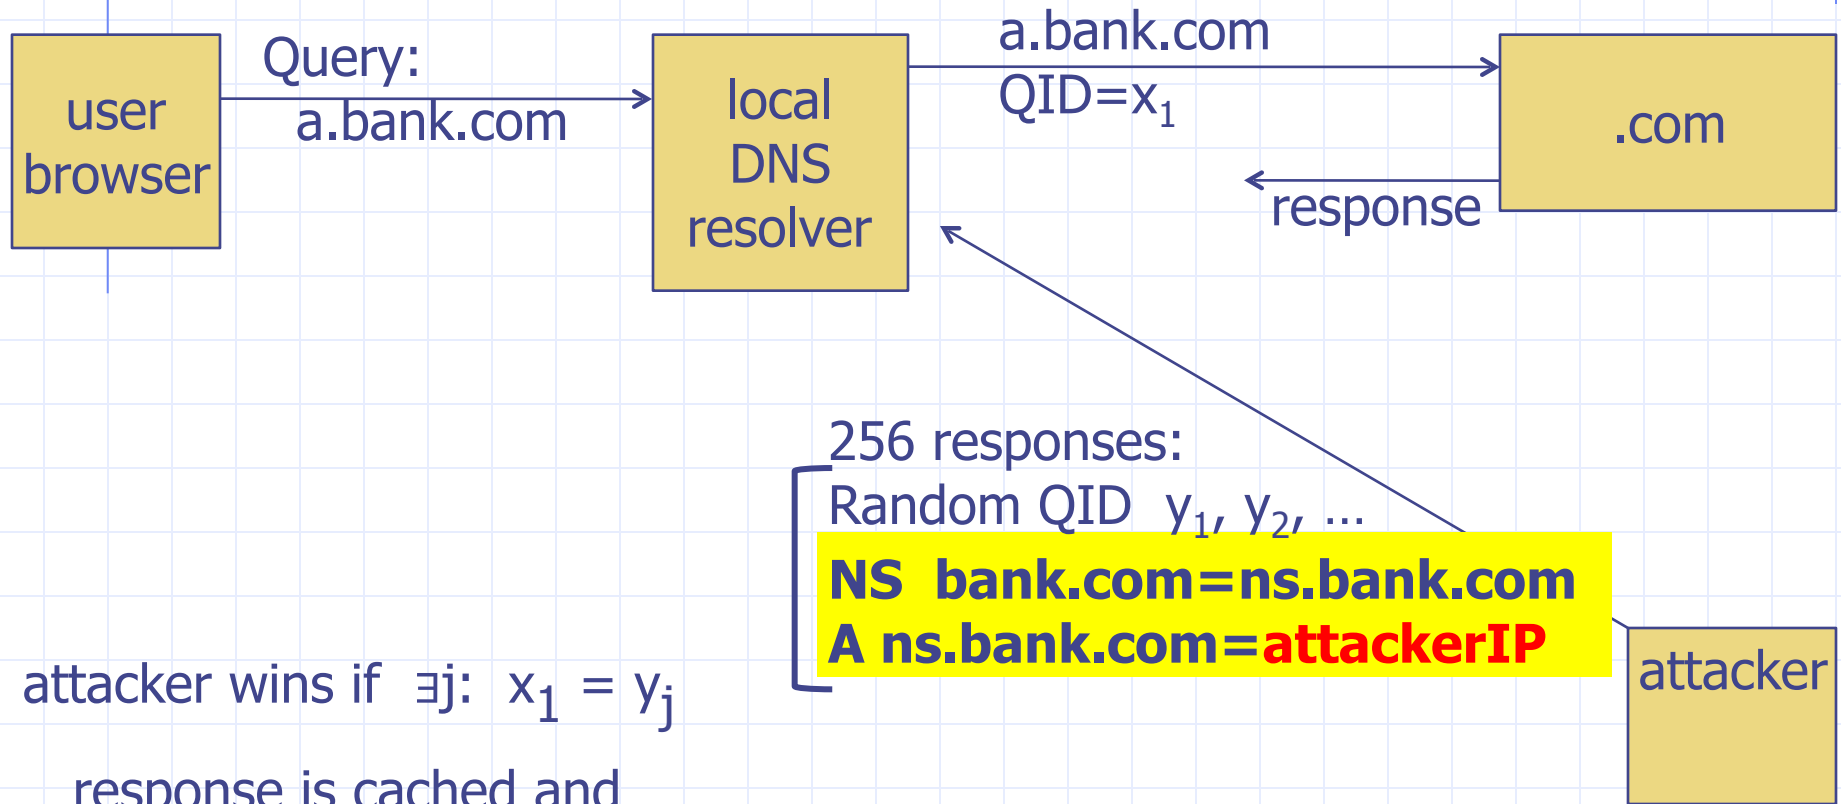 user
browser
Query:
a.bank.com
local
DNS
resolver
a.bank.com
QID=x₁
.com
response
256 responses:
Random QID y₁, y₂, …
NS bank.com=ns.bank.com
A ns.bank.com=attackerIP
attacker
attacker wins if ∃j: x₁ = yⱼ
response is cached and